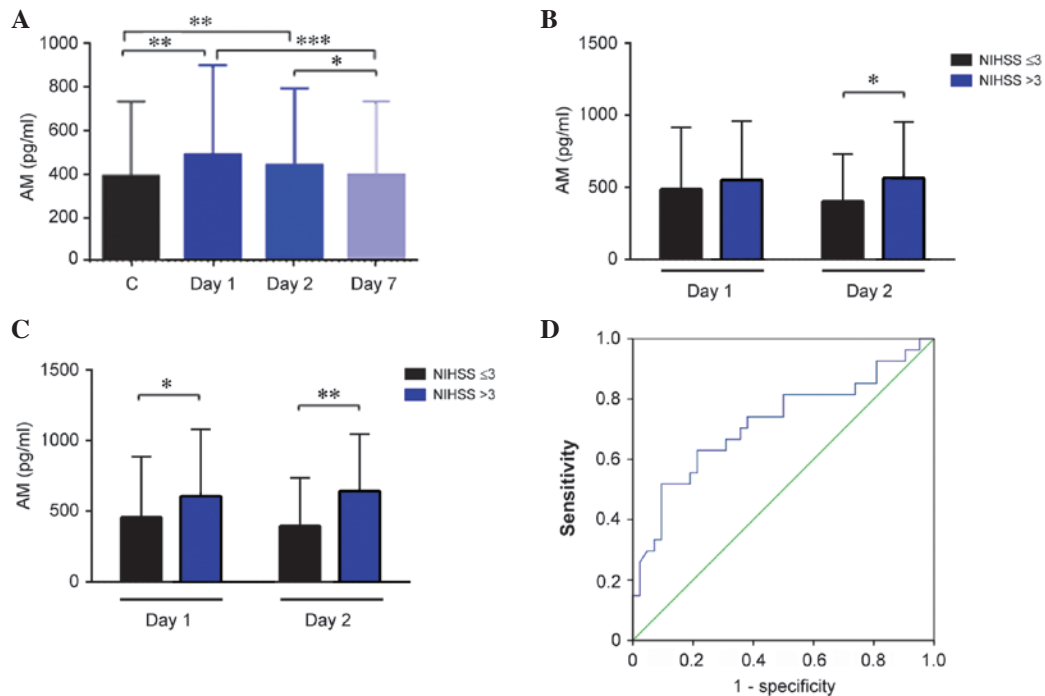 A
**
**
***
*
1000
800
600
400
200
0
AM (pg/ml)
C
Day 1
Day 2
Day 7
B
1500
1000
500
0
AM (pg/ml)
NIHSS ≤3
NIHSS >3
*
Day 1
Day 2
C
1500
1000
500
0
AM (pg/ml)
NIHSS ≤3
NIHSS >3
*
**
Day 1
Day 2
D
1.0
0.8
0.6
0.4
0.2
0
Sensitivity
0
0.2
0.4
0.6
0.8
1.0
1 - specificity